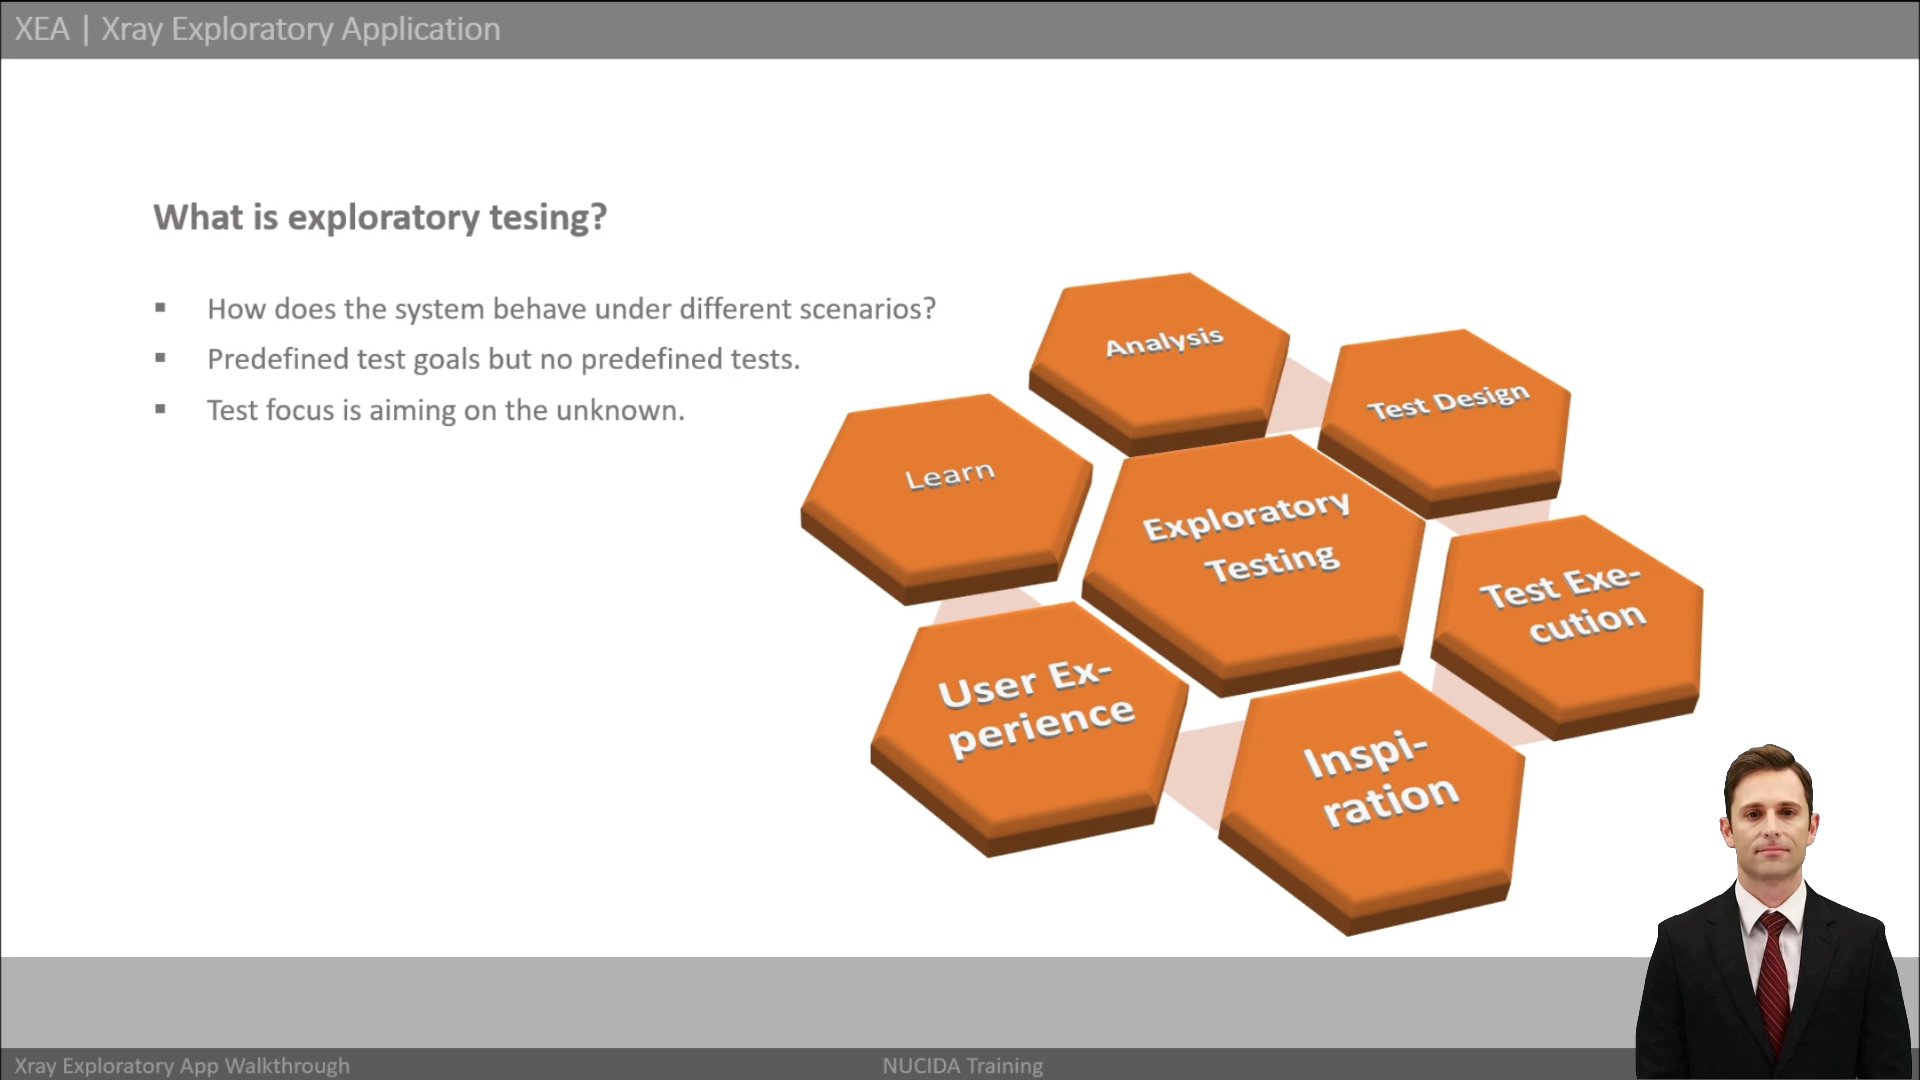 XEA | Xray Exploratory Application
What is exploratory tesing?
▪ How does the system behave under different scenarios?
▪ Predefined test goals but no predefined tests.
▪ Test focus is aiming on the unknown.
Analysis
Test Design
Learn
Exploratory
Testing
Test Exe-
cution
User Ex-
perience
Inspi-
ration
Xray Exploratory App Walkthrough
NUCIDA Training